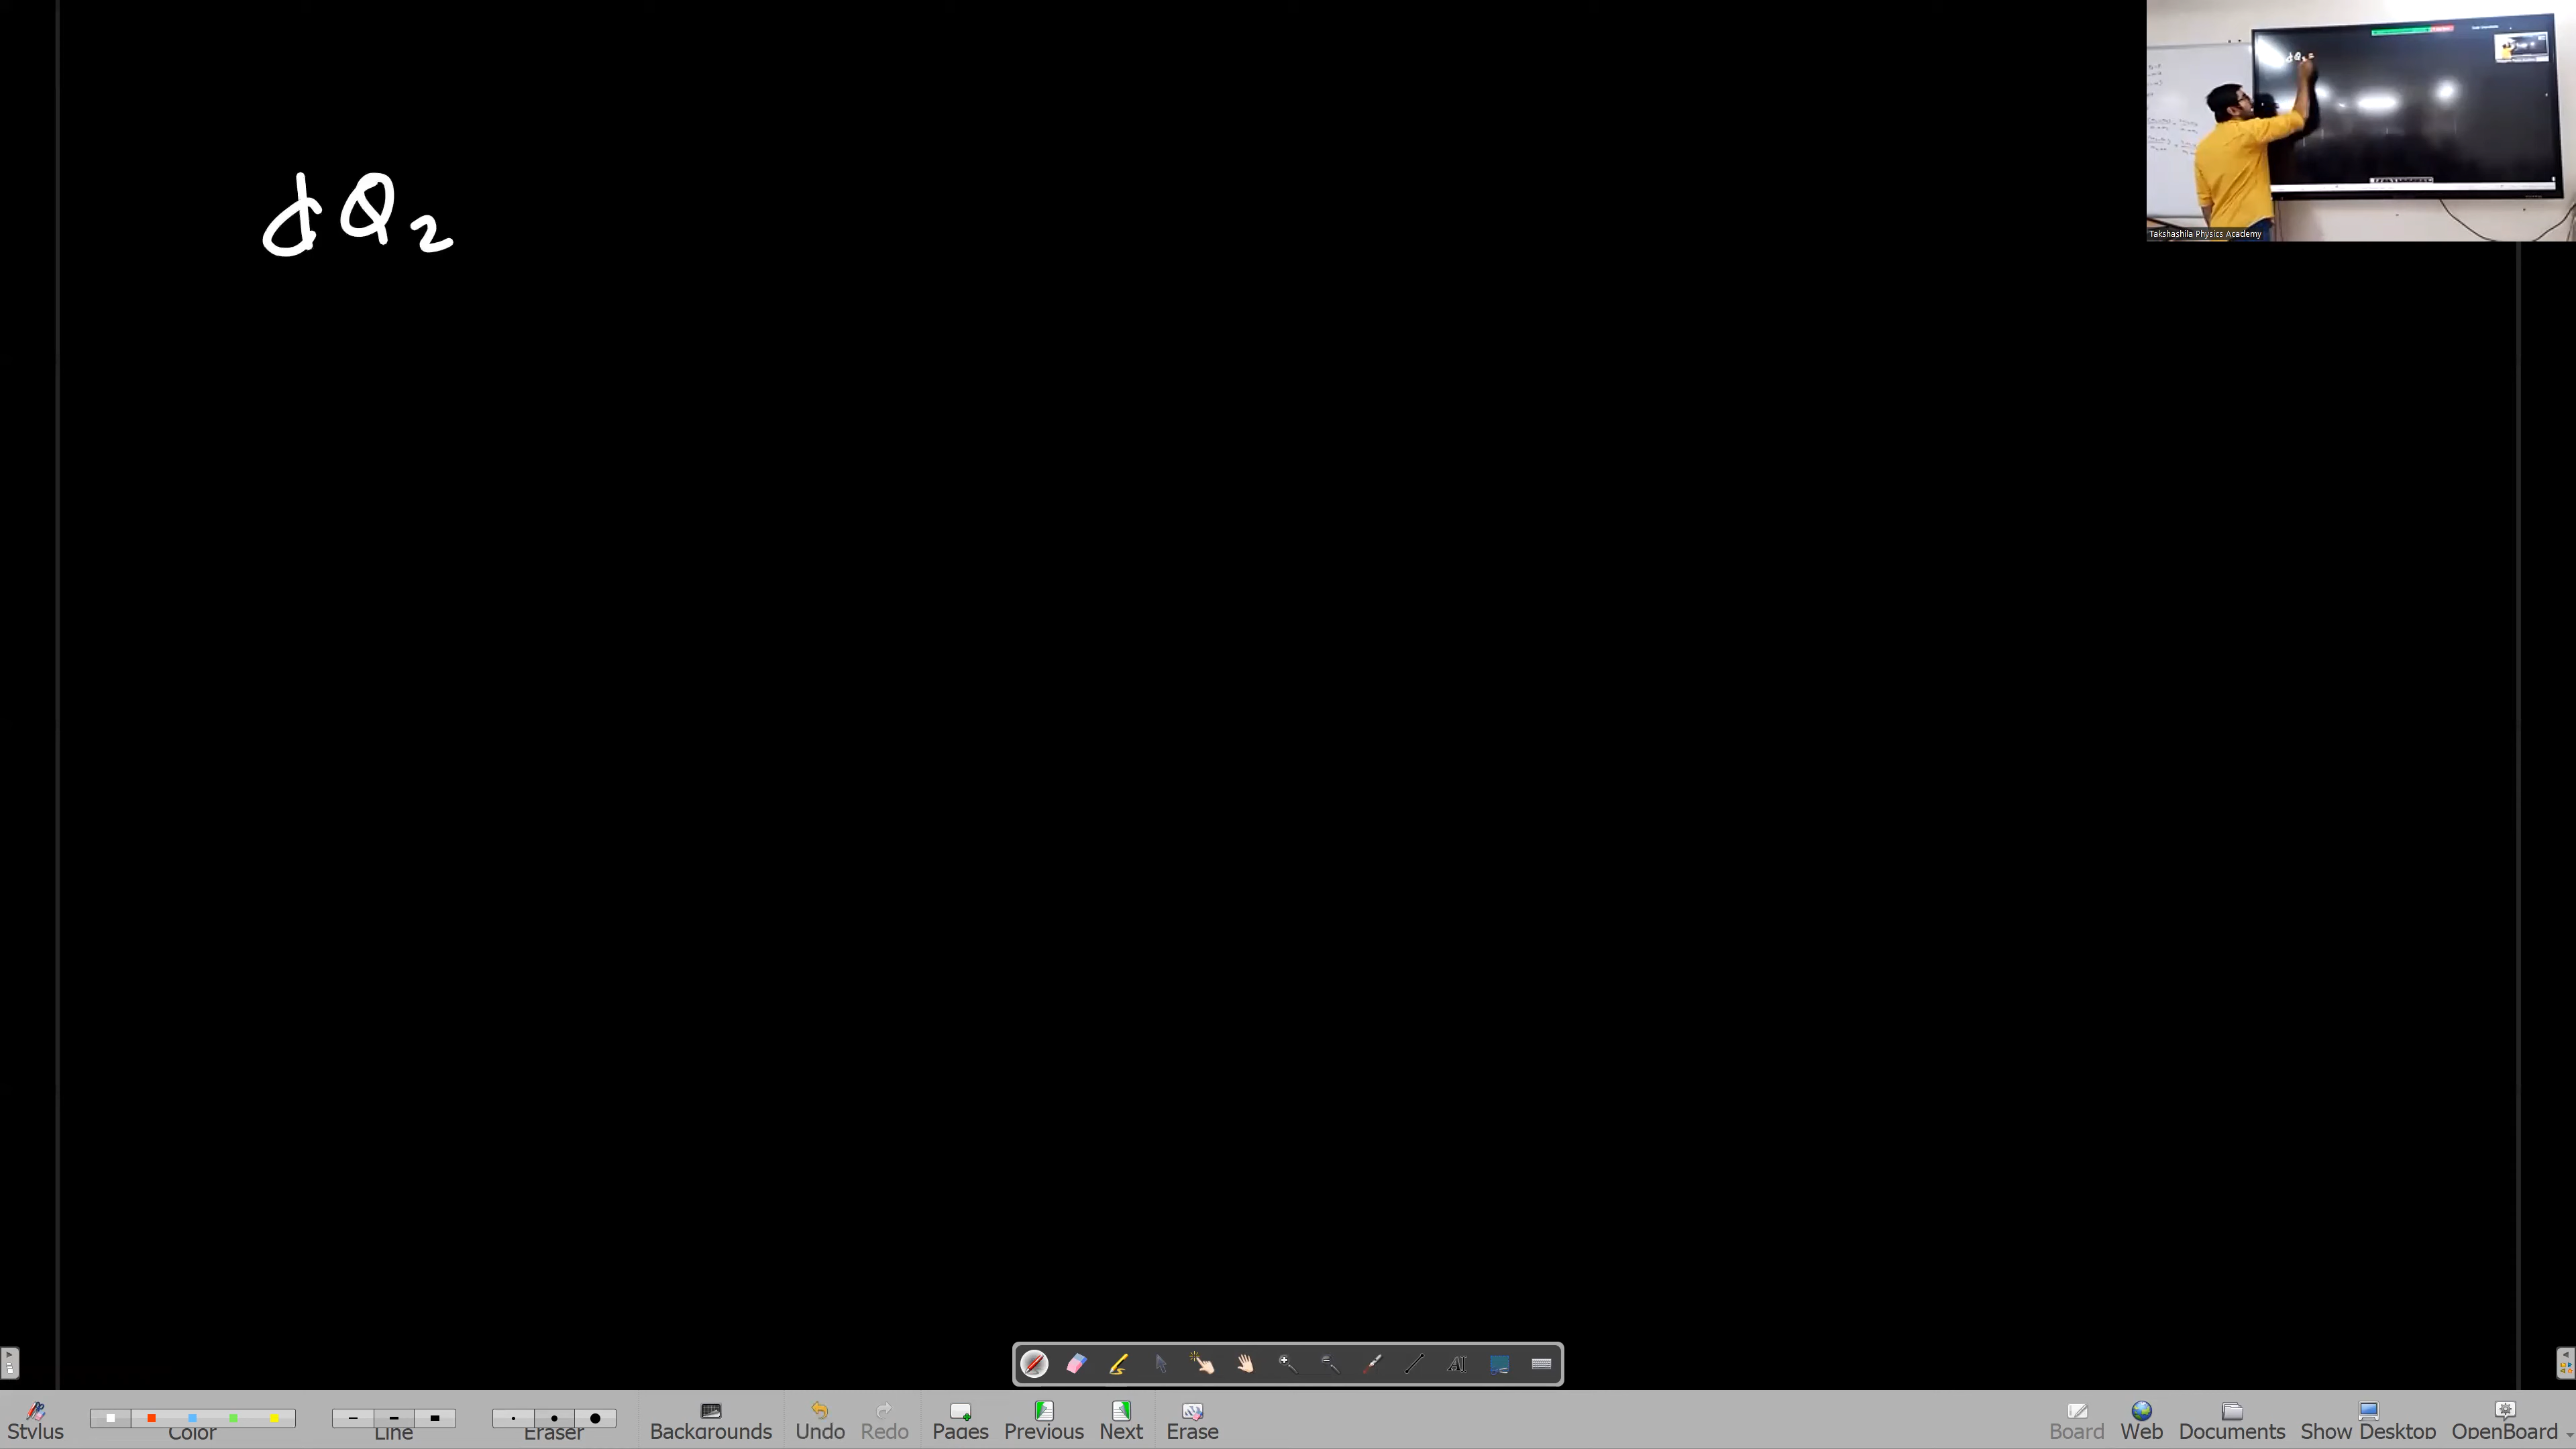 dQ₂
Takshashila Physics Academy
Stylus
Color
Line
Eraser
Backgrounds
Undo
Redo
Pages
Previous
Next
Erase
Board
Web
Documents
Show Desktop
OpenBoard